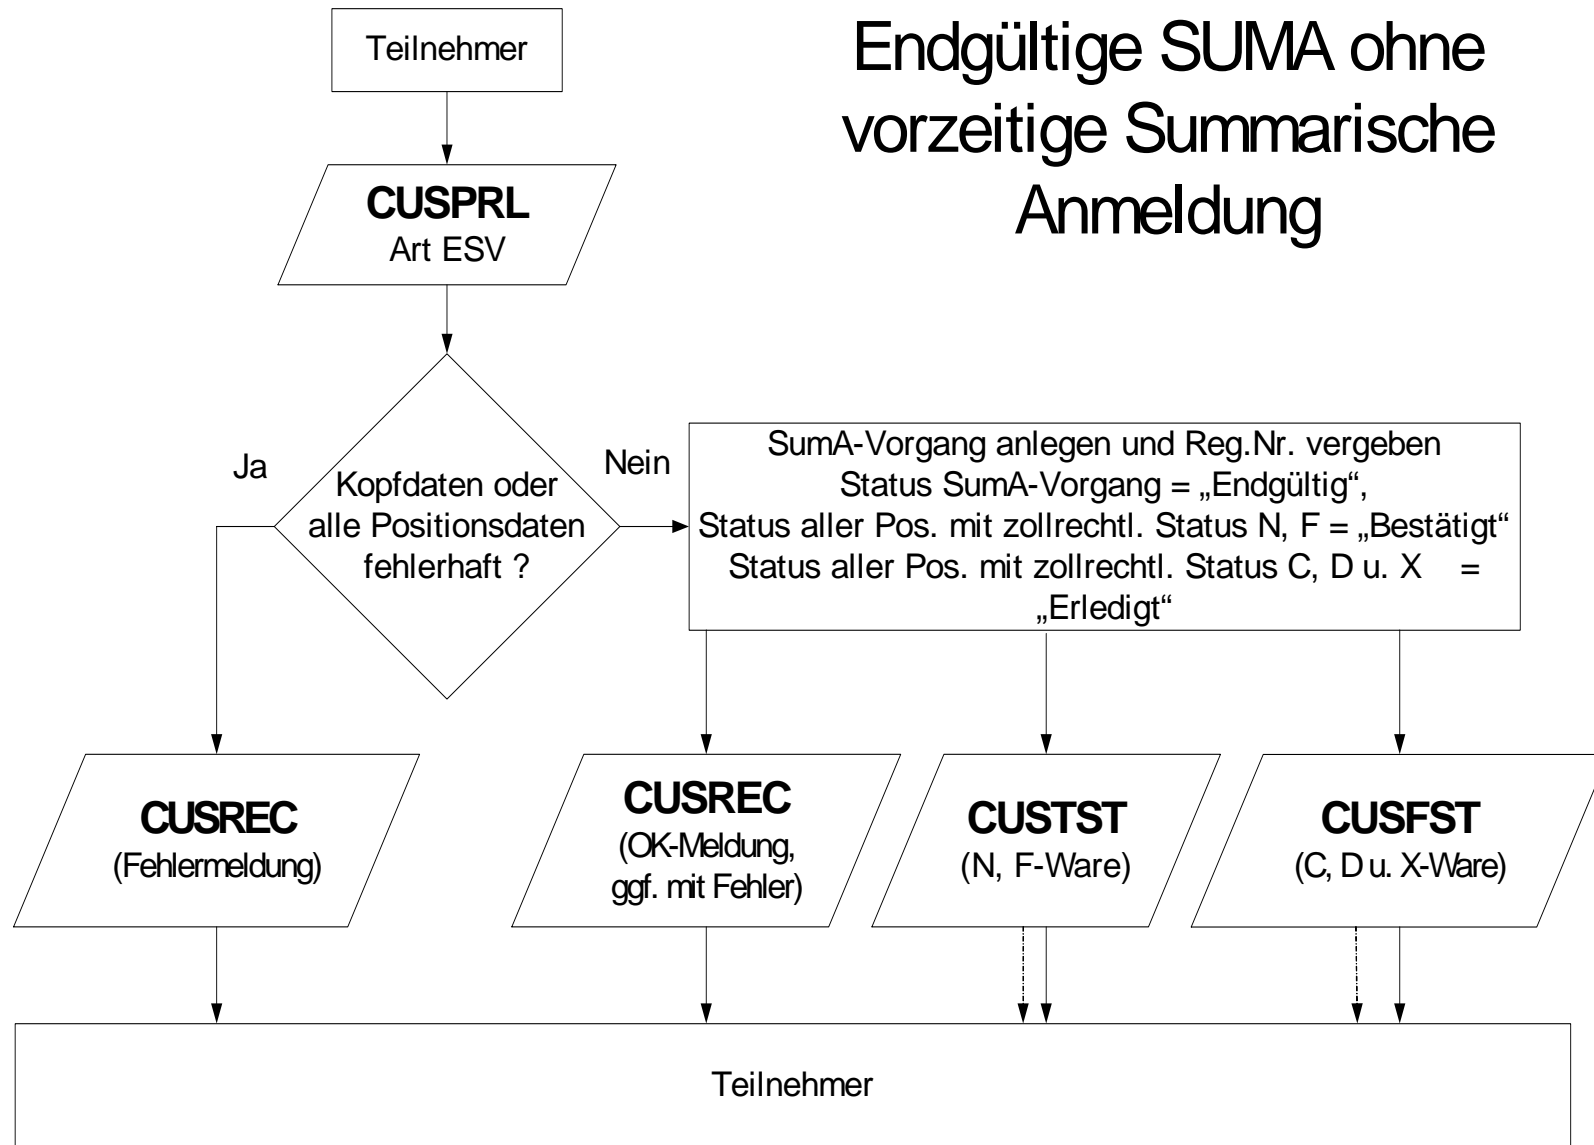 Endgültige SUMA ohne
vorzeitige Summarische
Anmeldung
Teilnehmer
CUSPRL
Art ESV
Ja
Kopfdaten oder
alle Positionsdaten
fehlerhaft ?
Nein
SumA-Vorgang anlegen und Reg.Nr. vergeben
Status SumA-Vorgang = „Endgültig“,
Status aller Pos. mit zollrechtl. Status N, F = „Bestätigt“
Status aller Pos. mit zollrechtl. Status C, D u. X =
„Erledigt“
CUSREC
(Fehlermeldung)
CUSREC
(OK-Meldung,
ggf. mit Fehler)
CUSTST
(N, F-Ware)
CUSFST
(C, D u. X-Ware)
Teilnehmer